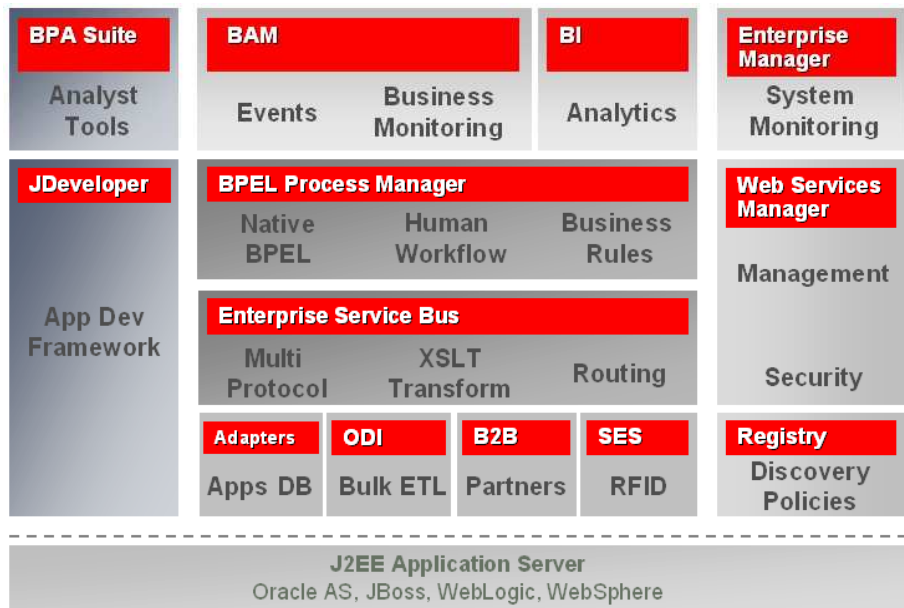 BPA Suite
Analyst
Tools
BAM
Events
Business
Monitoring
BI
Analytics
Enterprise
Manager
System
Monitoring
JDeveloper
App Dev
Framework
BPEL Process Manager
Native
BPEL
Human
Workflow
Business
Rules
Web Services
Manager
Management
Security
Enterprise Service Bus
Multi
Protocol
XSLT
Transform
Routing
Adapters
Apps DB
ODI
Bulk ETL
B2B
Partners
SES
RFID
Registry
Discovery
Policies
J2EE Application Server
Oracle AS, JBoss, WebLogic, WebSphere